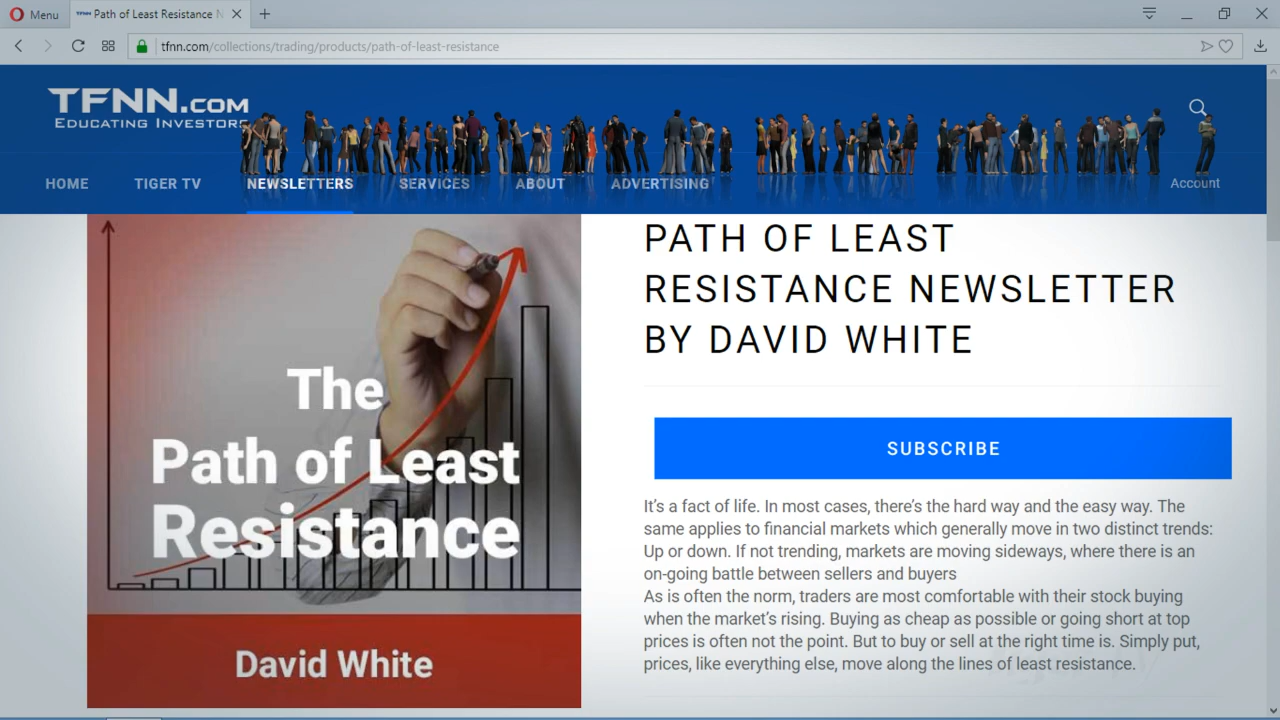 Menu
Path of Least Resistance N
tfnn.com/collections/trading/products/path-of-least-resistance
TFNN.COM
EDUCATING INVESTORS
HOME
TIGER TV
NEWSLETTERS
SERVICES
ABOUT
ADVERTISING
Account
The
Path of Least
Resistance
David White
PATH OF LEAST
RESISTANCE NEWSLETTER
BY DAVID WHITE
SUBSCRIBE
It's a fact of life. In most cases, there's the hard way and the easy way. The
same applies to financial markets which generally move in two distinct trends:
Up or down. If not trending, markets are moving sideways, where there is an
on-going battle between sellers and buyers
As is often the norm, traders are most comfortable with their stock buying
when the market's rising. Buying as cheap as possible or going short at top
prices is often not the point. But to buy or sell at the right time is. Simply put,
prices, like everything else, move along the lines of least resistance.